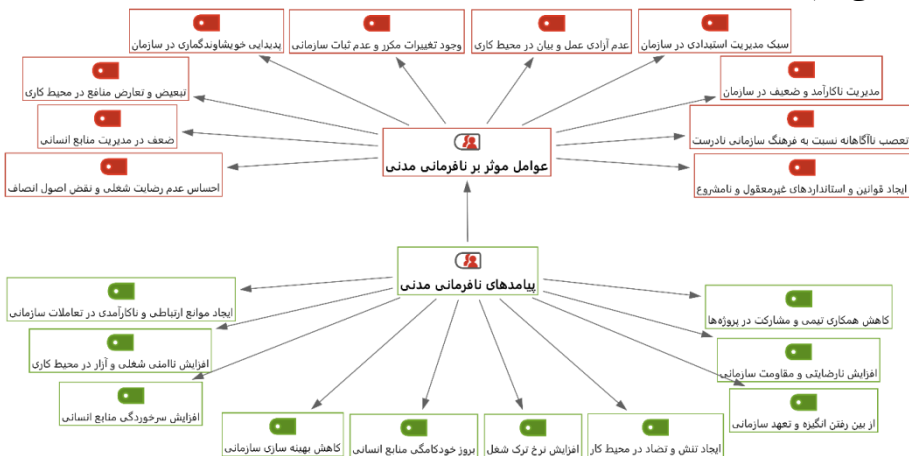 سبک مدیریت استبدادی در سازمان
عدم آزادی عمل و بیان در محیط کاری
وجود تغییرات مکرر و عدم ثبات سازمانی
پدیدایی خویشاوندگماری در سازمان
مدیریت ناکارآمد و ضعیف در سازمان
تبعیض و تعارض منافع در محیط کاری
تعصب ناآگاهانه نسبت به فرهنگ سازمانی نادرست
ضعف در مدیریت منابع انسانی
عوامل موثر بر نافرمانی مدنی
ایجاد قوانین و استانداردهای غیرمعقول و نامشروع
احساس عدم رضایت شغلی و نقض اصول انصاف
پیامدهای نافرمانی مدنی
کاهش همکاری تیمی و مشارکت در پروژه‌ها
ایجاد موانع ارتباطی و ناکارآمدی در تعاملات سازمانی
افزایش نارضایتی و مقاومت سازمانی
افزایش ناامنی شغلی و آزار در محیط کاری
از بین رفتن انگیزه و تعهد سازمانی
افزایش سرخوردگی منابع انسانی
ایجاد تنش و تضاد در محیط کار
افزایش نرخ ترک شغل
بروز خودکامگی منابع انسانی
کاهش بهینه سازی سازمانی